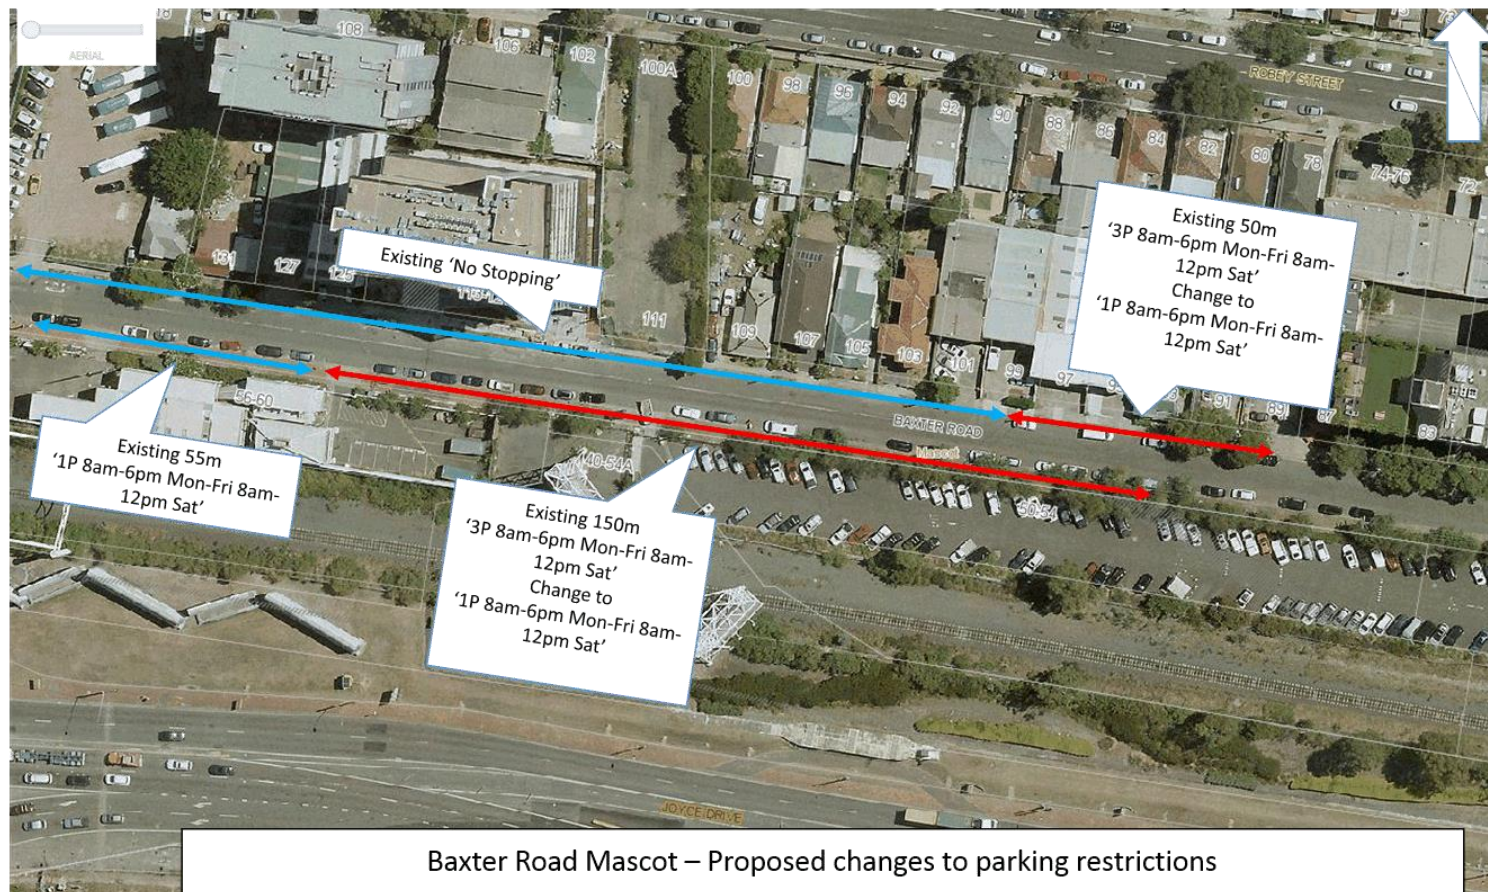 AERIAL
18
108
106
102
100A
100
98
96
94
92
90
88
86
84
82
80
78
74-76
72
73
ROBEY STREET
Existing 50m
‘3P 8am-6pm Mon-Fri 8am-
12pm Sat’
Change to
‘1P 8am-6pm Mon-Fri 8am-
12pm Sat’
Existing ‘No Stopping’
131
127
125
111
109
107
105
103
101
99
97
91
89
87
83
BAXTER ROAD
Mascot
56-60
40-54A
50-54
Existing 55m
‘1P 8am-6pm Mon-Fri 8am-
12pm Sat’
Existing 150m
‘3P 8am-6pm Mon-Fri 8am-
12pm Sat’
Change to
‘1P 8am-6pm Mon-Fri 8am-
12pm Sat’
JOYCE DRIVE
Baxter Road Mascot – Proposed changes to parking restrictions